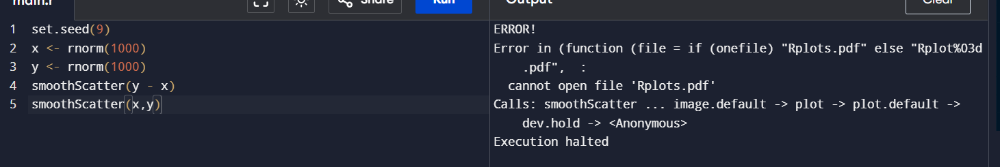 main.r
Share
Run
Output
Clear
1 set.seed(9)
2 x <- rnorm(1000)
3 y <- rnorm(1000)
4 smoothScatter(y - x)
5 smoothScatter(x,y)
ERROR!
Error in (function (file = if (onefile) "Rplots.pdf" else "Rplot%03d
.pdf",  :
cannot open file 'Rplots.pdf'
Calls: smoothScatter ... image.default -> plot -> plot.default ->
dev.hold -> <Anonymous>
Execution halted